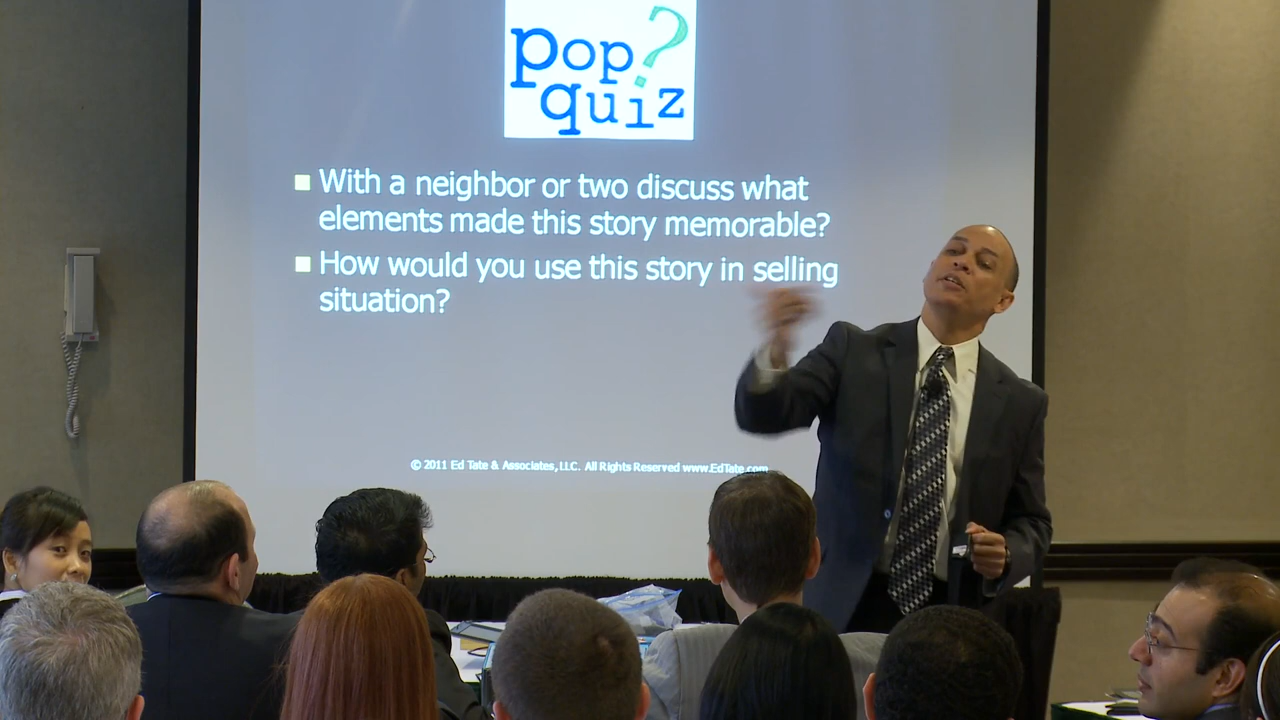 pop?
quiz
With a neighbor or two discuss what
elements made this story memorable?
How would you use this story in selling
situation?
© 2011 Ed Tate & Associates, LLC. All Rights Reserved www.EdTate.com